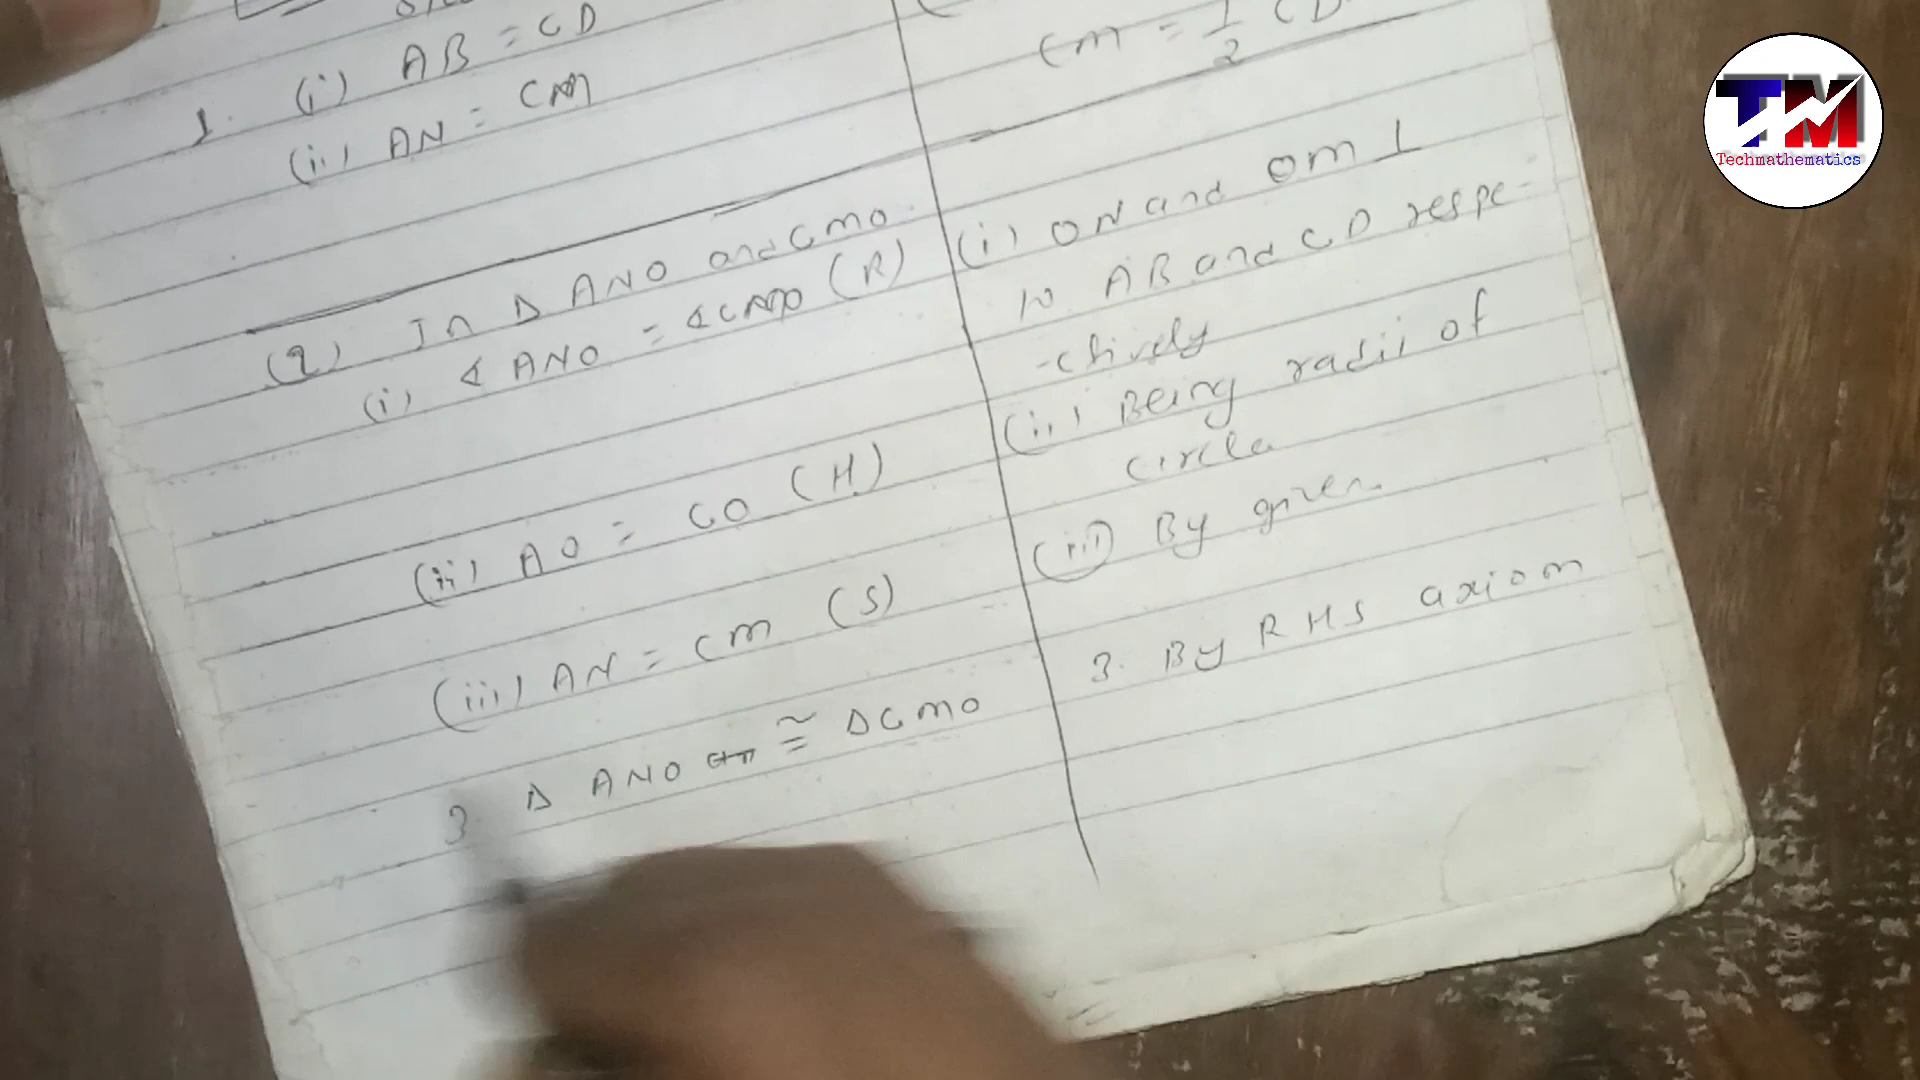 1. (i) AB = CD
(ii) AN = CM
(2) In Δ ANO and CMO
(i) ∢ ANO = ∢ CMO (R)
(ii) AO = CO (H)
(iii) AN = CM (S)
3. Δ ANO ≅ Δ CMO
CM = 1/2 CD
(i) ON and OM ⊥
to AB and CD respe-
-ctively
(ii) Being radii of
circle
(iii) By given.
3. By RHS axiom
TM
Techmathematics